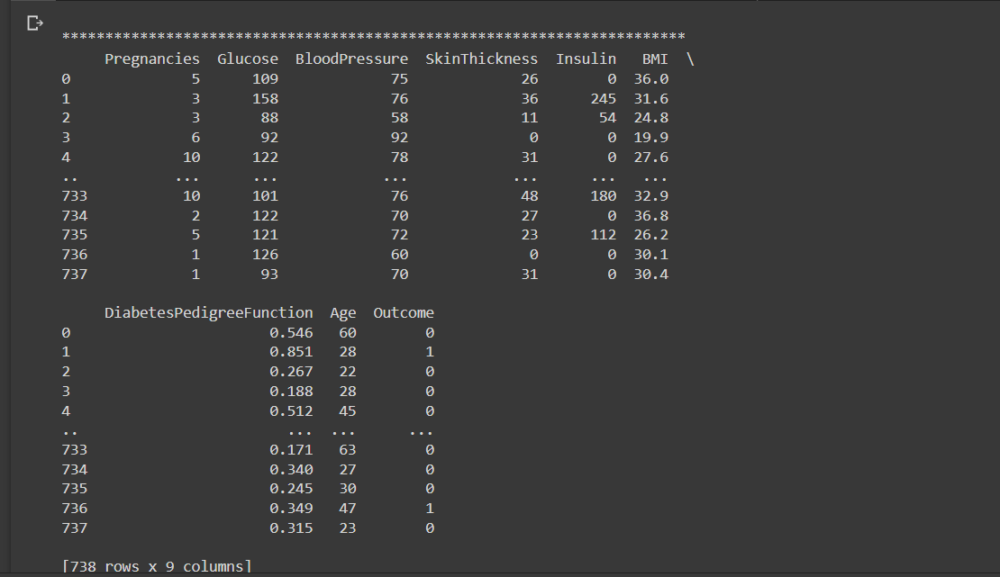 ************************************************************************
Pregnancies Glucose BloodPressure SkinThickness Insulin BMI \
0 5 109 75 26 0 36.0
1 3 158 76 36 245 31.6
2 3 88 58 11 54 24.8
3 6 92 92 0 0 19.9
4 10 122 78 31 0 27.6
.. ... ... ... ... ... ...
733 10 101 76 48 180 32.9
734 2 122 70 27 0 36.8
735 5 121 72 23 112 26.2
736 1 126 60 0 0 30.1
737 1 93 70 31 0 30.4
DiabetesPedigreeFunction Age Outcome
0 0.546 60 0
1 0.851 28 1
2 0.267 22 0
3 0.188 28 0
4 0.512 45 0
.. ... ... ...
733 0.171 63 0
734 0.340 27 0
735 0.245 30 0
736 0.349 47 1
737 0.315 23 0
[738 rows x 9 columns]